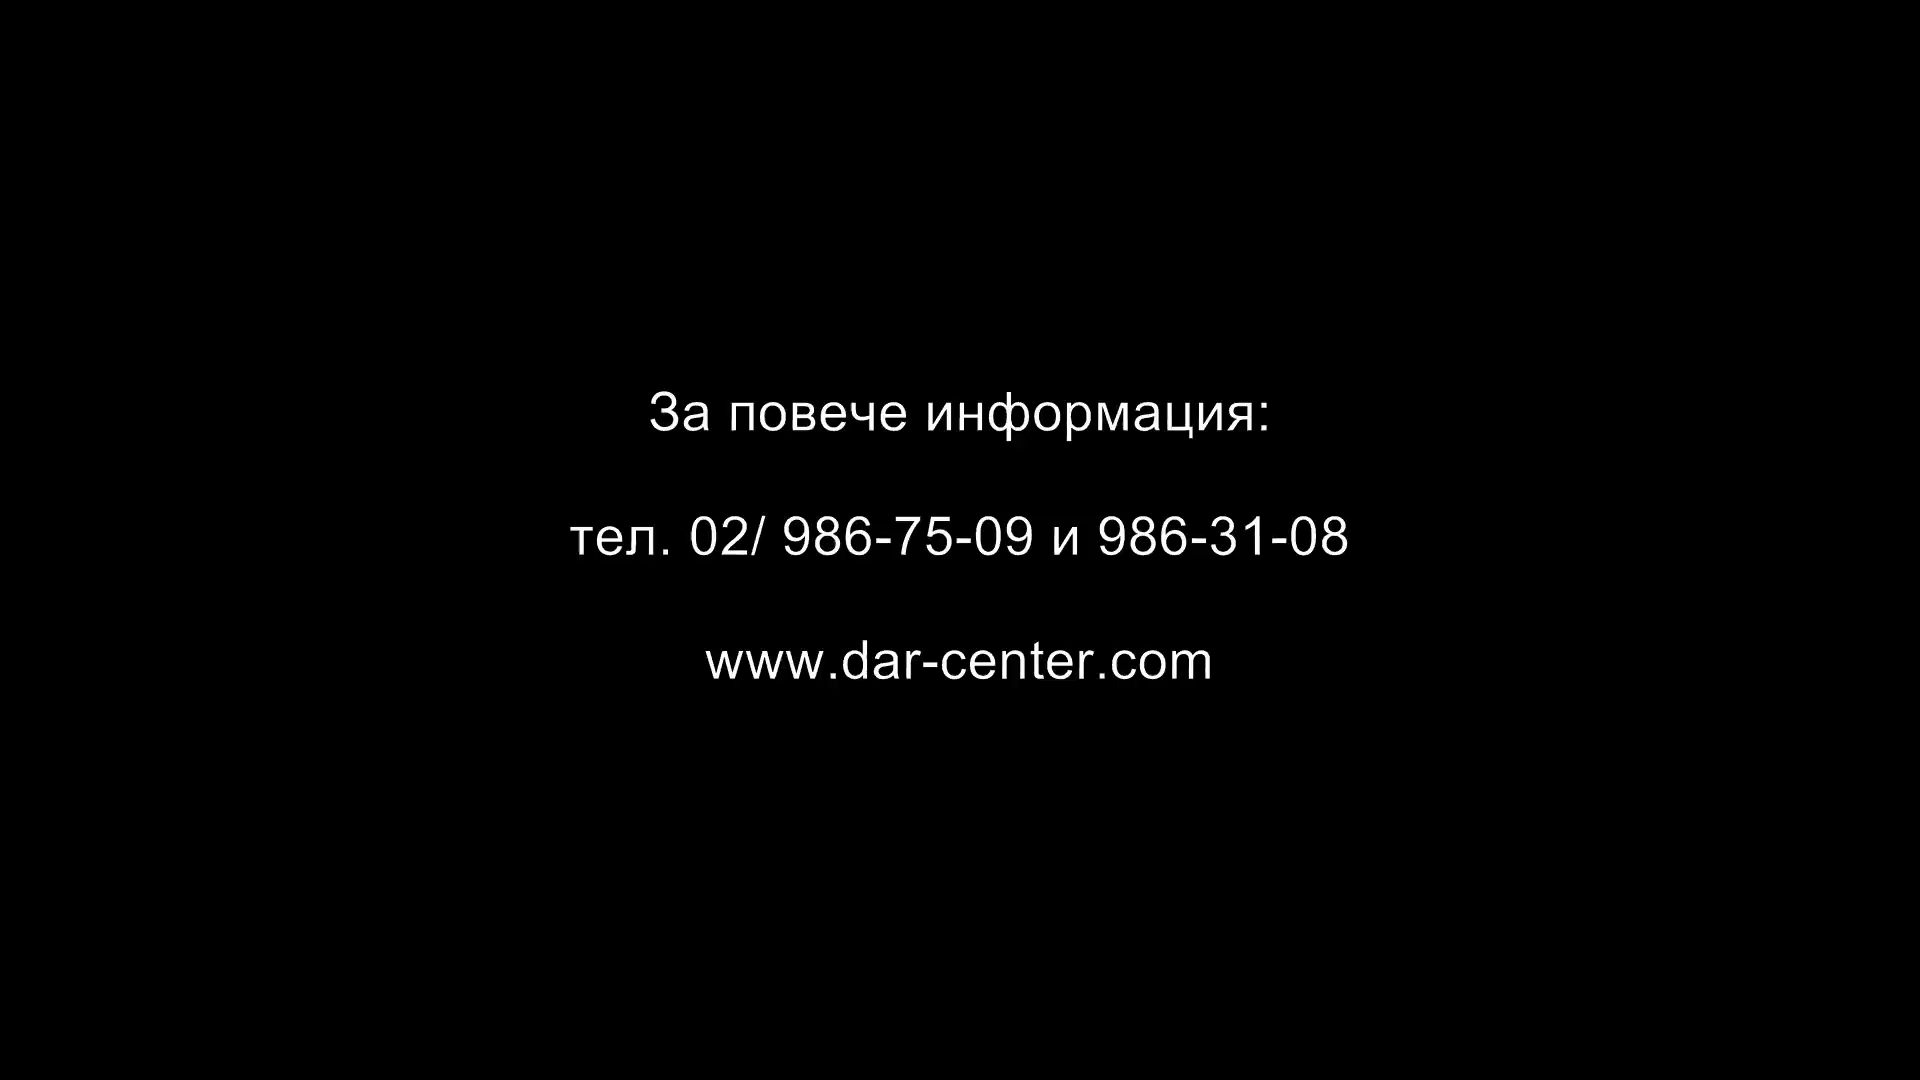 За повече информация:
тел. 02/ 986-75-09 и 986-31-08
www.dar-center.com